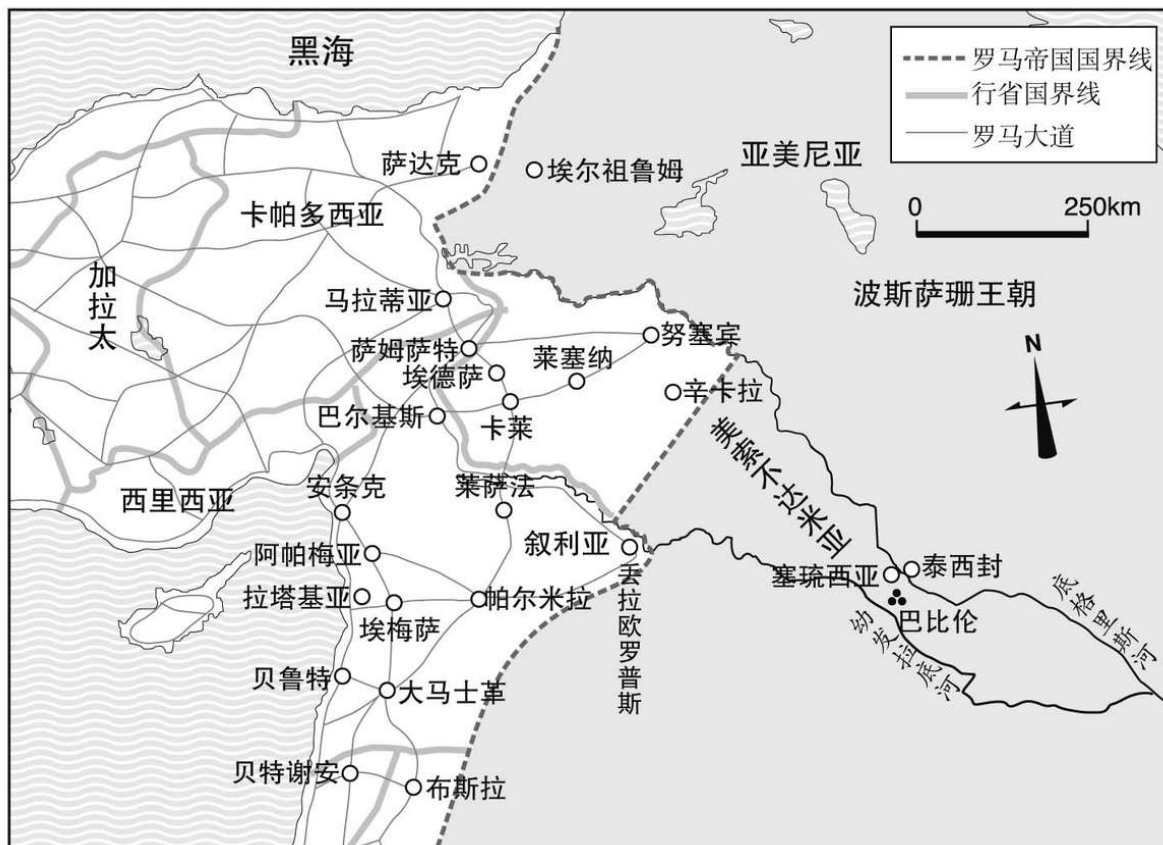 黑海
罗马帝国国界线
行省国界线
罗马大道
0
250km
N
萨达克
埃尔祖鲁姆
亚美尼亚
卡帕多西亚
加拉太
马拉蒂亚
波斯萨珊王朝
萨姆萨特
努塞宾
莱塞纳
埃德萨
辛卡拉
巴尔基斯
卡莱
美索不达米亚
西里西亚
安条克
莱萨法
叙利亚
阿帕梅亚
丢拉欧罗普斯
塞琉西亚
泰西封
拉塔基亚
帕尔米拉
埃梅萨
巴比伦
底格里斯河
幼发拉底河
贝鲁特
大马士革
贝特谢安
布斯拉